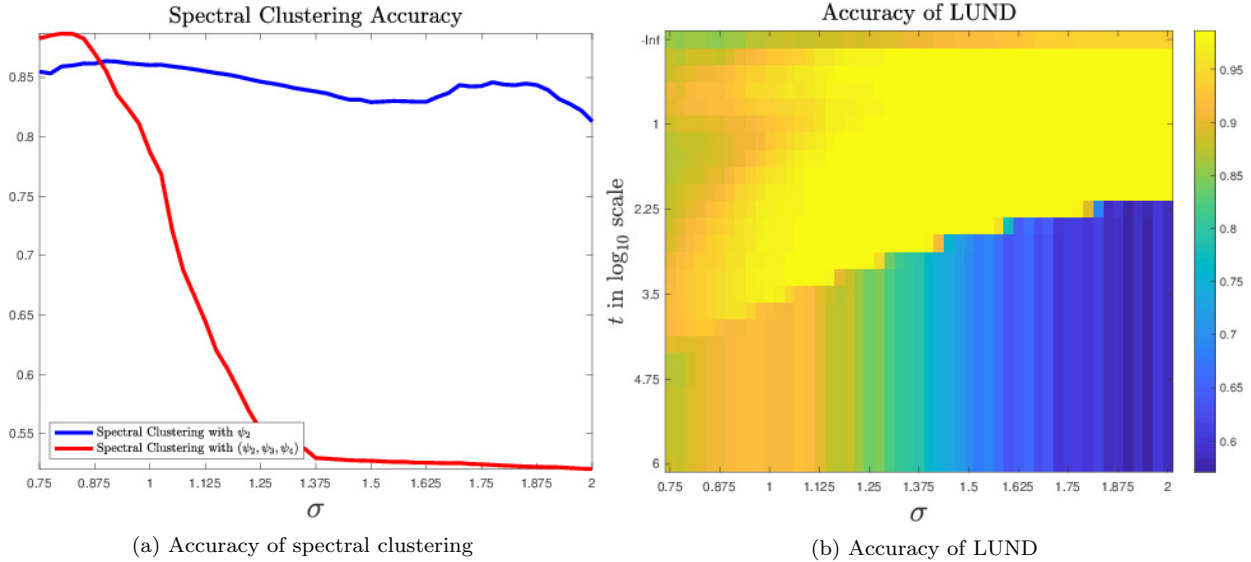 Spectral Clustering Accuracy
0.85
0.8
0.75
0.7
0.65
0.6
0.55
Spectral Clustering with ψ₂
Spectral Clustering with (ψ₂, ψ₃, ψ₄)
0.75 0.875 1 1.125 1.25 1.375 1.5 1.625 1.75 1.875 2
σ
(a) Accuracy of spectral clustering
Accuracy of LUND
-Inf
1
2.25
3.5
4.75
6
t in log₁₀ scale
0.75 0.875 1 1.125 1.25 1.375 1.5 1.625 1.75 1.875 2
σ
0.95
0.9
0.85
0.8
0.75
0.7
0.65
0.6
(b) Accuracy of LUND